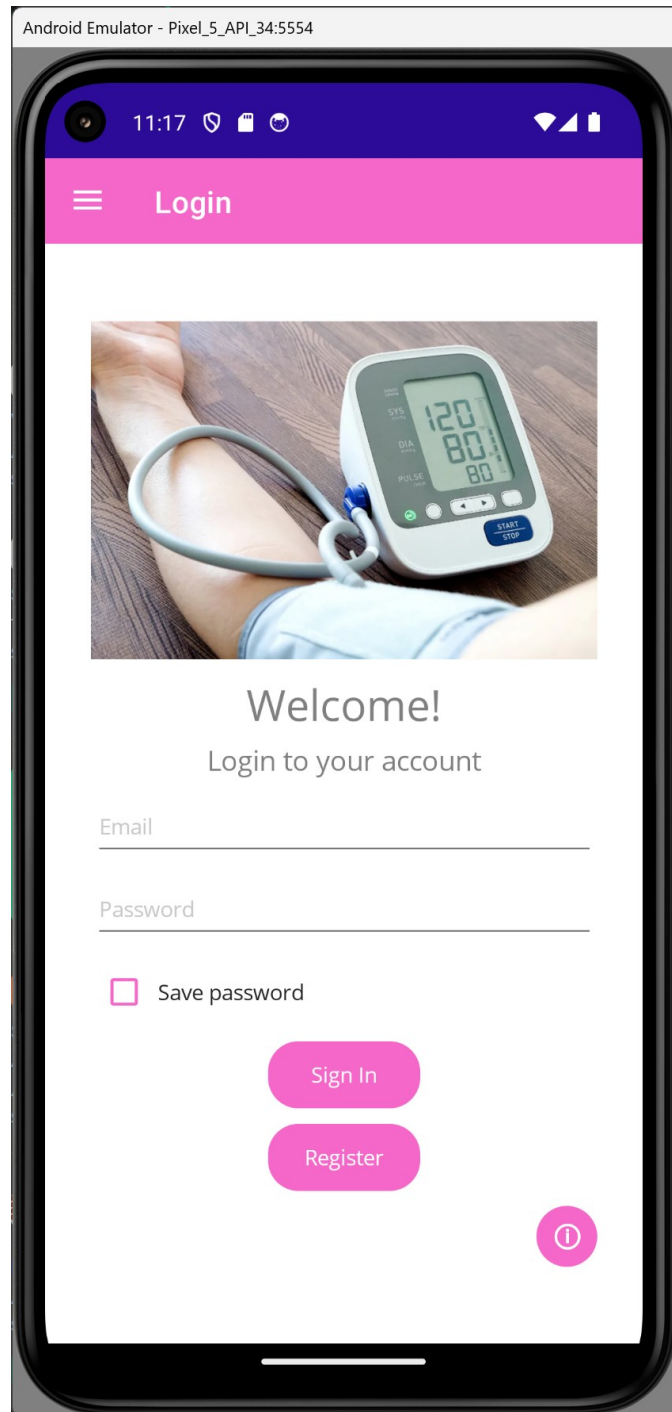 Android Emulator - Pixel_5_API_34:5554
11:17
Login
SYS
120
DIA
80
PULSE
80
START
STOP
Welcome!
Login to your account
Email
Password
Save password
Sign In
Register